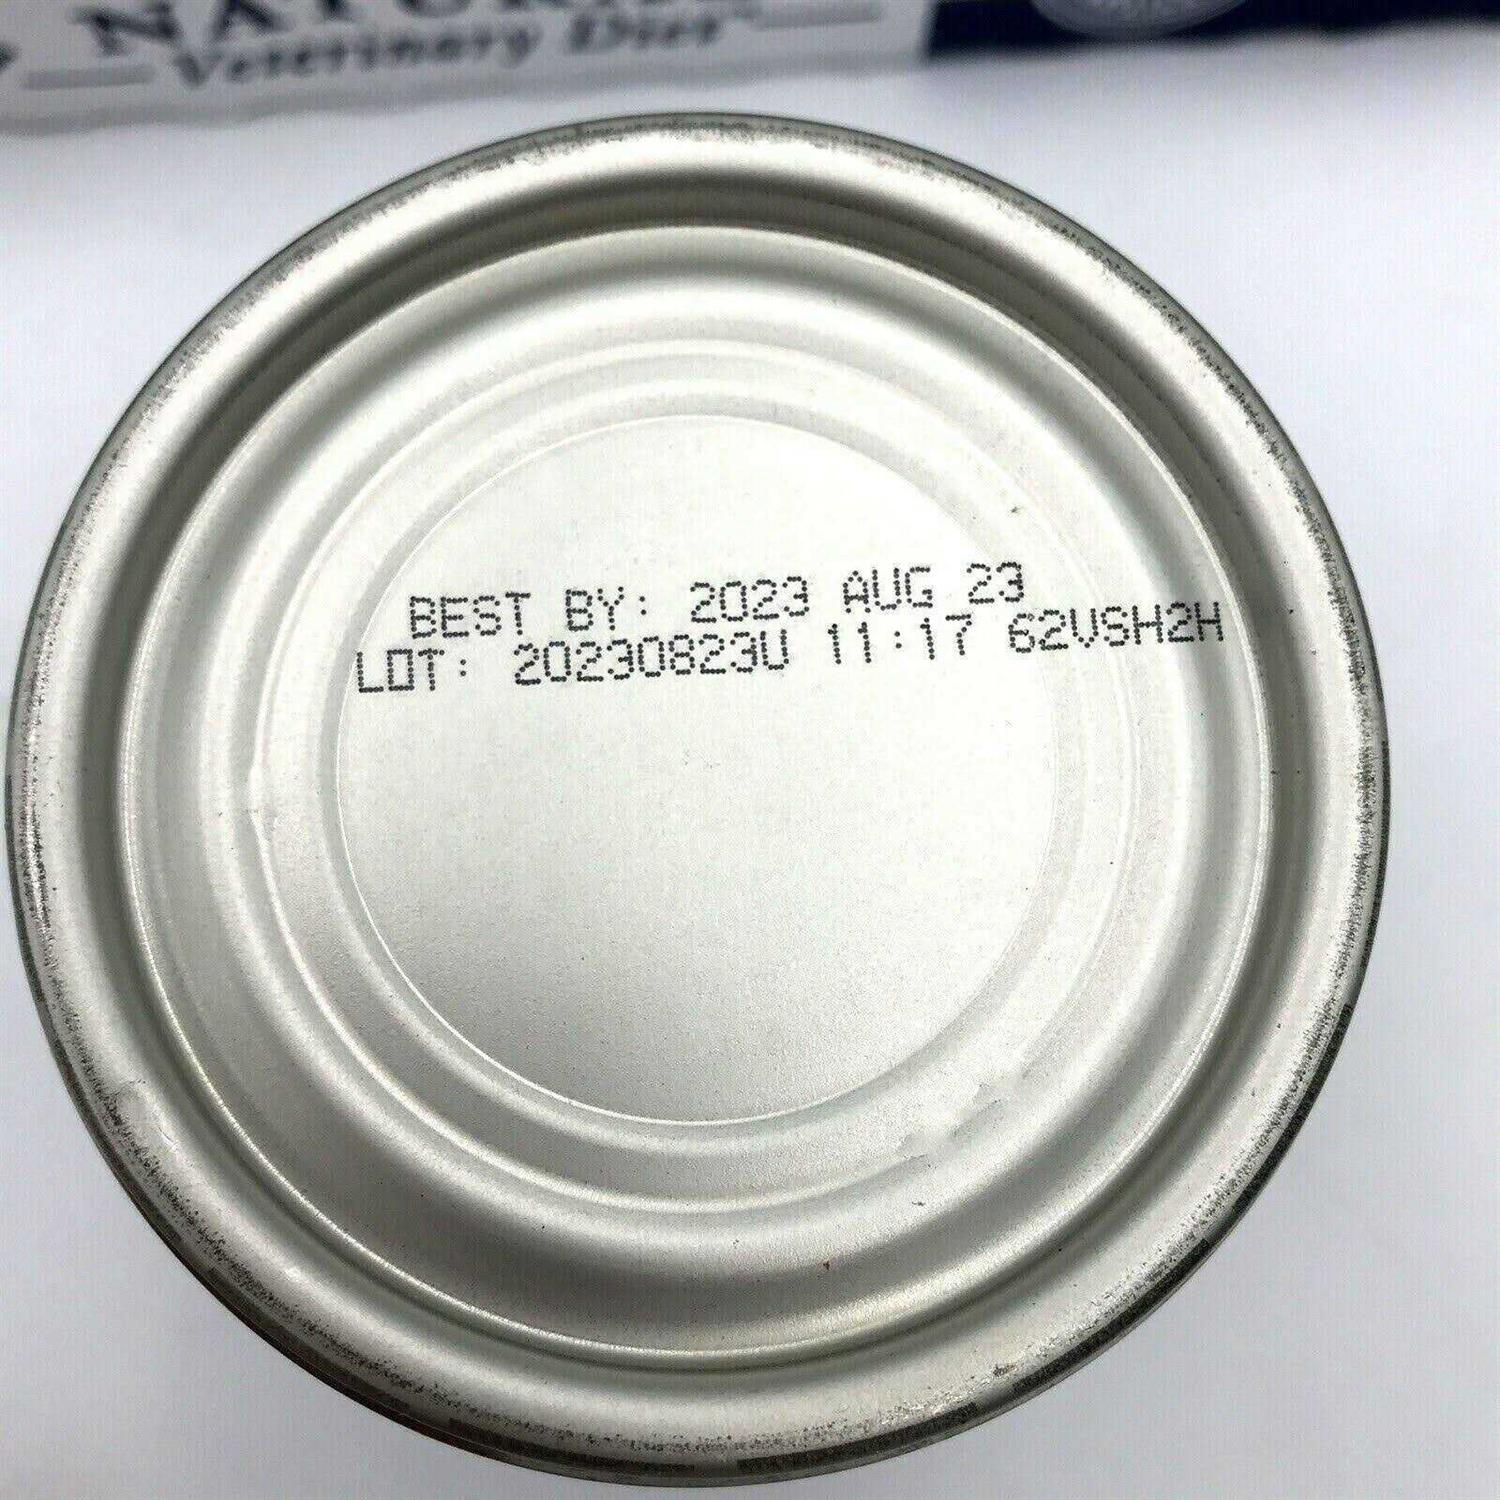 Veterinary Diet
BEST BY: 2023 AUG 23
LOT: 20230823U 11:17 62VSH2H